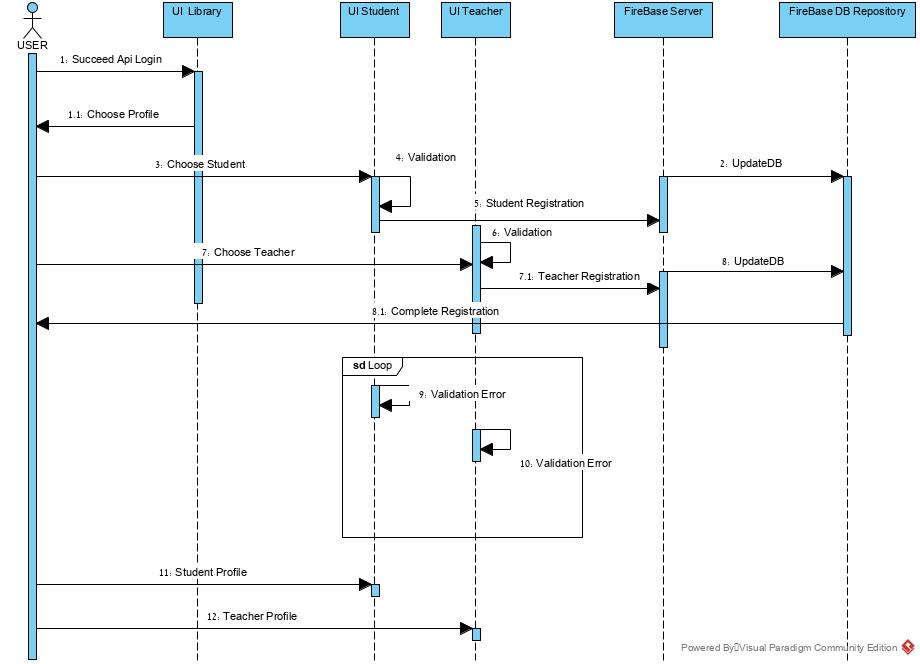 UI Library
UI Student
UI Teacher
FireBase Server
FireBase DB Repository
USER
1: Succeed Api Login
1.1: Choose Profile
4: Validation
3: Choose Student
2: UpdateDB
5: Student Registration
6: Validation
7: Choose Teacher
8: UpdateDB
7.1: Teacher Registration
8.1: Complete Registration
sd Loop
9: Validation Error
10: Validation Error
11: Student Profile
12: Teacher Profile
Powered By Visual Paradigm Community Edition